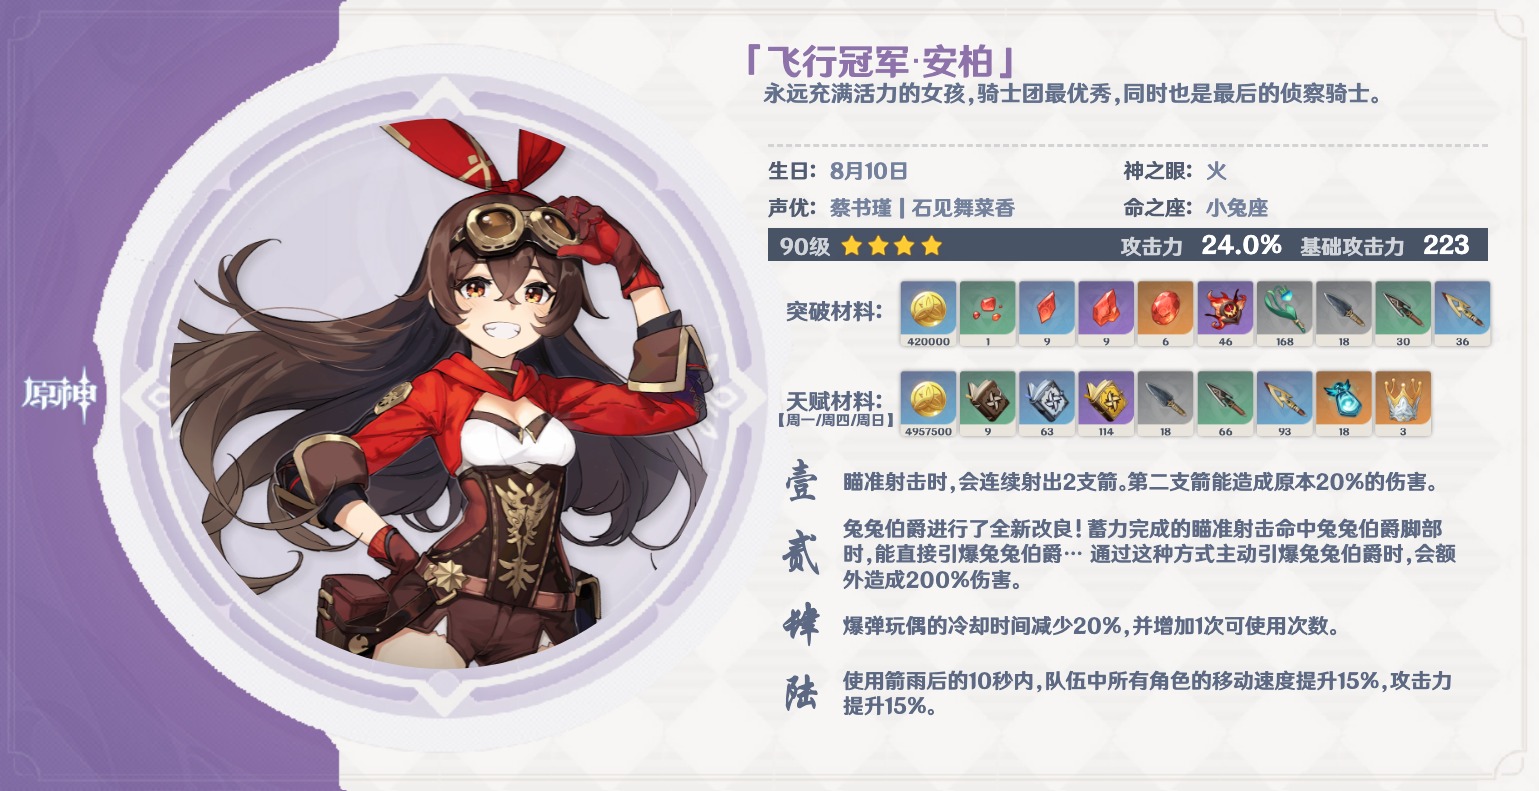 「飞行冠军·安柏」
永远充满活力的女孩,骑士团最优秀,同时也是最后的侦察骑士。
生日: 8月10日 神之眼: 火
声优: 蔡书瑾 | 石见舞菜香 命之座: 小兔座
90级 攻击力 24.0% 基础攻击力 223
突破材料:
420000 1 9 9 6 46 168 18 30 36
天赋材料:
【周一/周四/周日】
4957500 9 63 114 18 66 93 18 3
壹 瞄准射击时,会连续射出2支箭。第二支箭能造成原本20%的伤害。
贰 兔兔伯爵进行了全新改良!蓄力完成的瞄准射击命中兔兔伯爵脚部
时,能直接引爆兔兔伯爵… 通过这种方式主动引爆兔兔伯爵时,会额
外造成200%伤害。
肆 爆弹玩偶的冷却时间减少20%,并增加1次可使用次数。
陆 使用箭雨后的10秒内,队伍中所有角色的移动速度提升15%,攻击力
提升15%。
原神